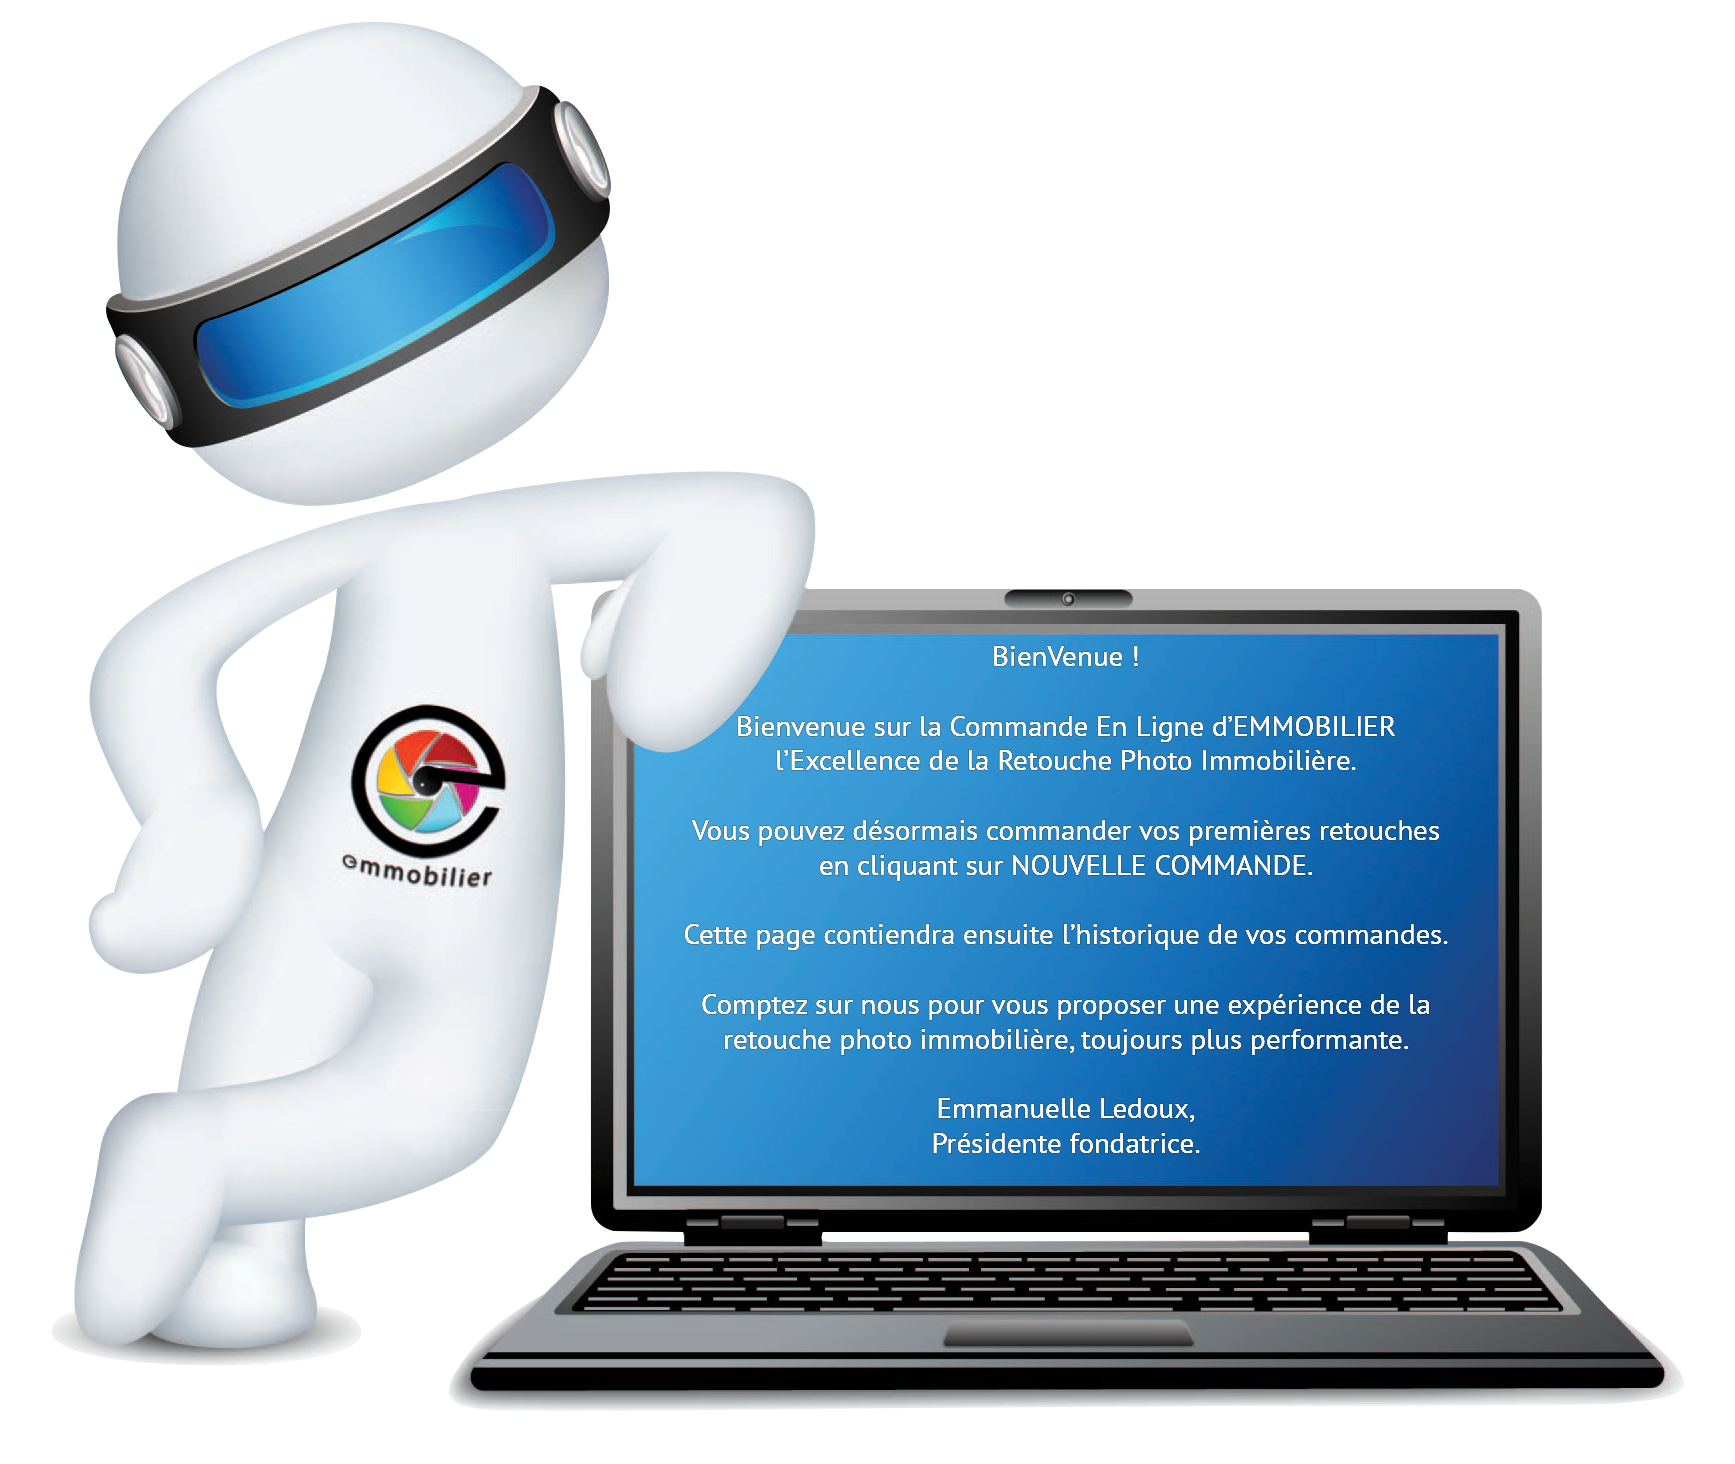 BienVenue !
Bienvenue sur la Commande En Ligne d’EMMOBILIER
l’Excellence de la Retouche Photo Immobilière.
Vous pouvez désormais commander vos premières retouches
en cliquant sur NOUVELLE COMMANDE.
Cette page contiendra ensuite l’historique de vos commandes.
Comptez sur nous pour vous proposer une expérience de la
retouche photo immobilière, toujours plus performante.
Emmanuelle Ledoux,
Présidente fondatrice.
emmobilier